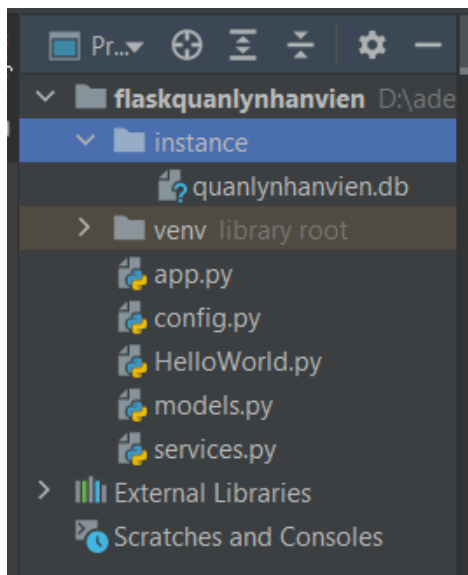 Pr...
flaskquanlynhanvien D:\ade
instance
quanlynhanvien.db
venv library root
app.py
config.py
HelloWorld.py
models.py
services.py
External Libraries
Scratches and Consoles